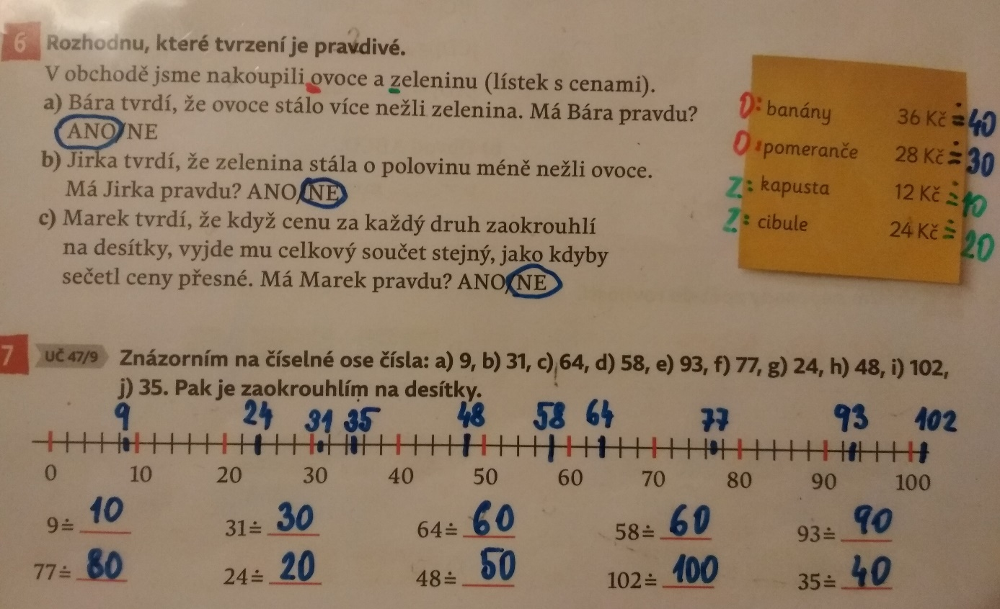 6 Rozhodnu, které tvrzení je pravdivé.
V obchodě jsme nakoupili ovoce a zeleninu (lístek s cenami).
a) Bára tvrdí, že ovoce stálo více nežli zelenina. Má Bára pravdu?
ANO/NE
b) Jirka tvrdí, že zelenina stála o polovinu méně nežli ovoce.
Má Jirka pravdu? ANO/NE
c) Marek tvrdí, že když cenu za každý druh zaokrouhlí
na desítky, vyjde mu celkový součet stejný, jako kdyby
sečetl ceny přesné. Má Marek pravdu? ANO/NE
O: banány 36 Kč ≐ 40
O: pomeranče 28 Kč ≐ 30
Z: kapusta 12 Kč ≐ 10
Z: cibule 24 Kč ≐ 20
7 UČ 47/9 Znázorním na číselné ose čísla: a) 9, b) 31, c) 64, d) 58, e) 93, f) 77, g) 24, h) 48, i) 102,
j) 35. Pak je zaokrouhlím na desítky.
9 24 31 35 48 58 64 77 93 102
0 10 20 30 40 50 60 70 80 90 100
9≐ 10 31≐ 30 64≐ 60 58≐ 60 93≐ 90
77≐ 80 24≐ 20 48≐ 50 102≐ 100 35≐ 40